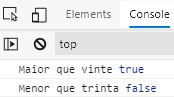 Elements Console
top
Maior que vinte true
Menor que trinta false